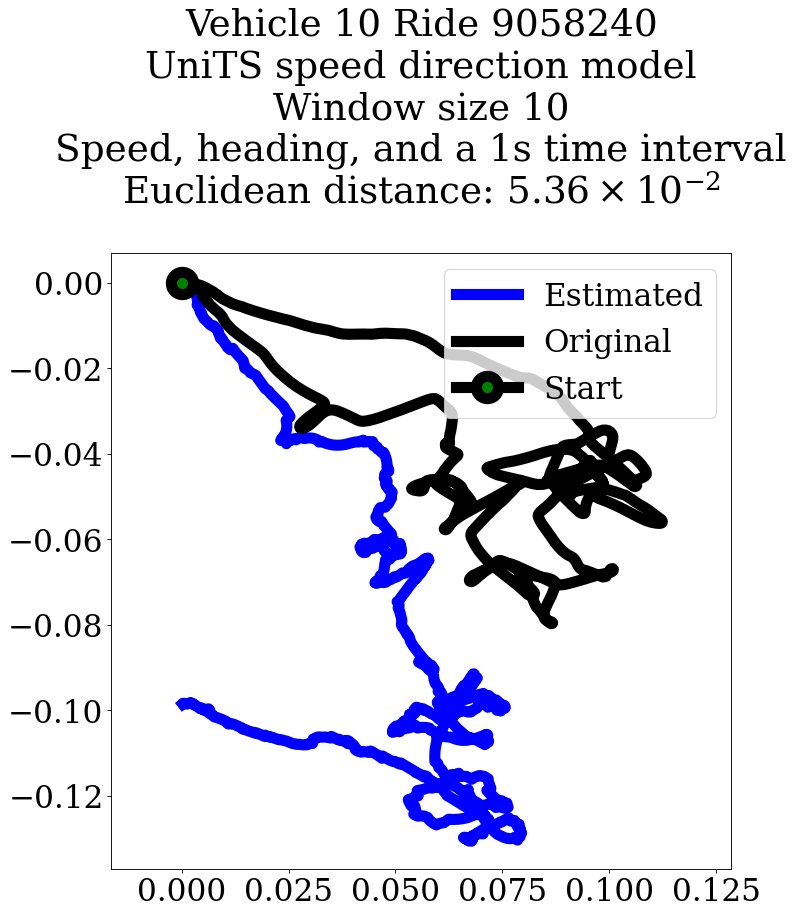 Vehicle 10 Ride 9058240
UniTS speed direction model
Window size 10
Speed, heading, and a 1s time interval
Euclidean distance: 5.36 × 10⁻²
Estimated
Original
Start
0.00
−0.02
−0.04
−0.06
−0.08
−0.10
−0.12
0.000 0.025 0.050 0.075 0.100 0.125